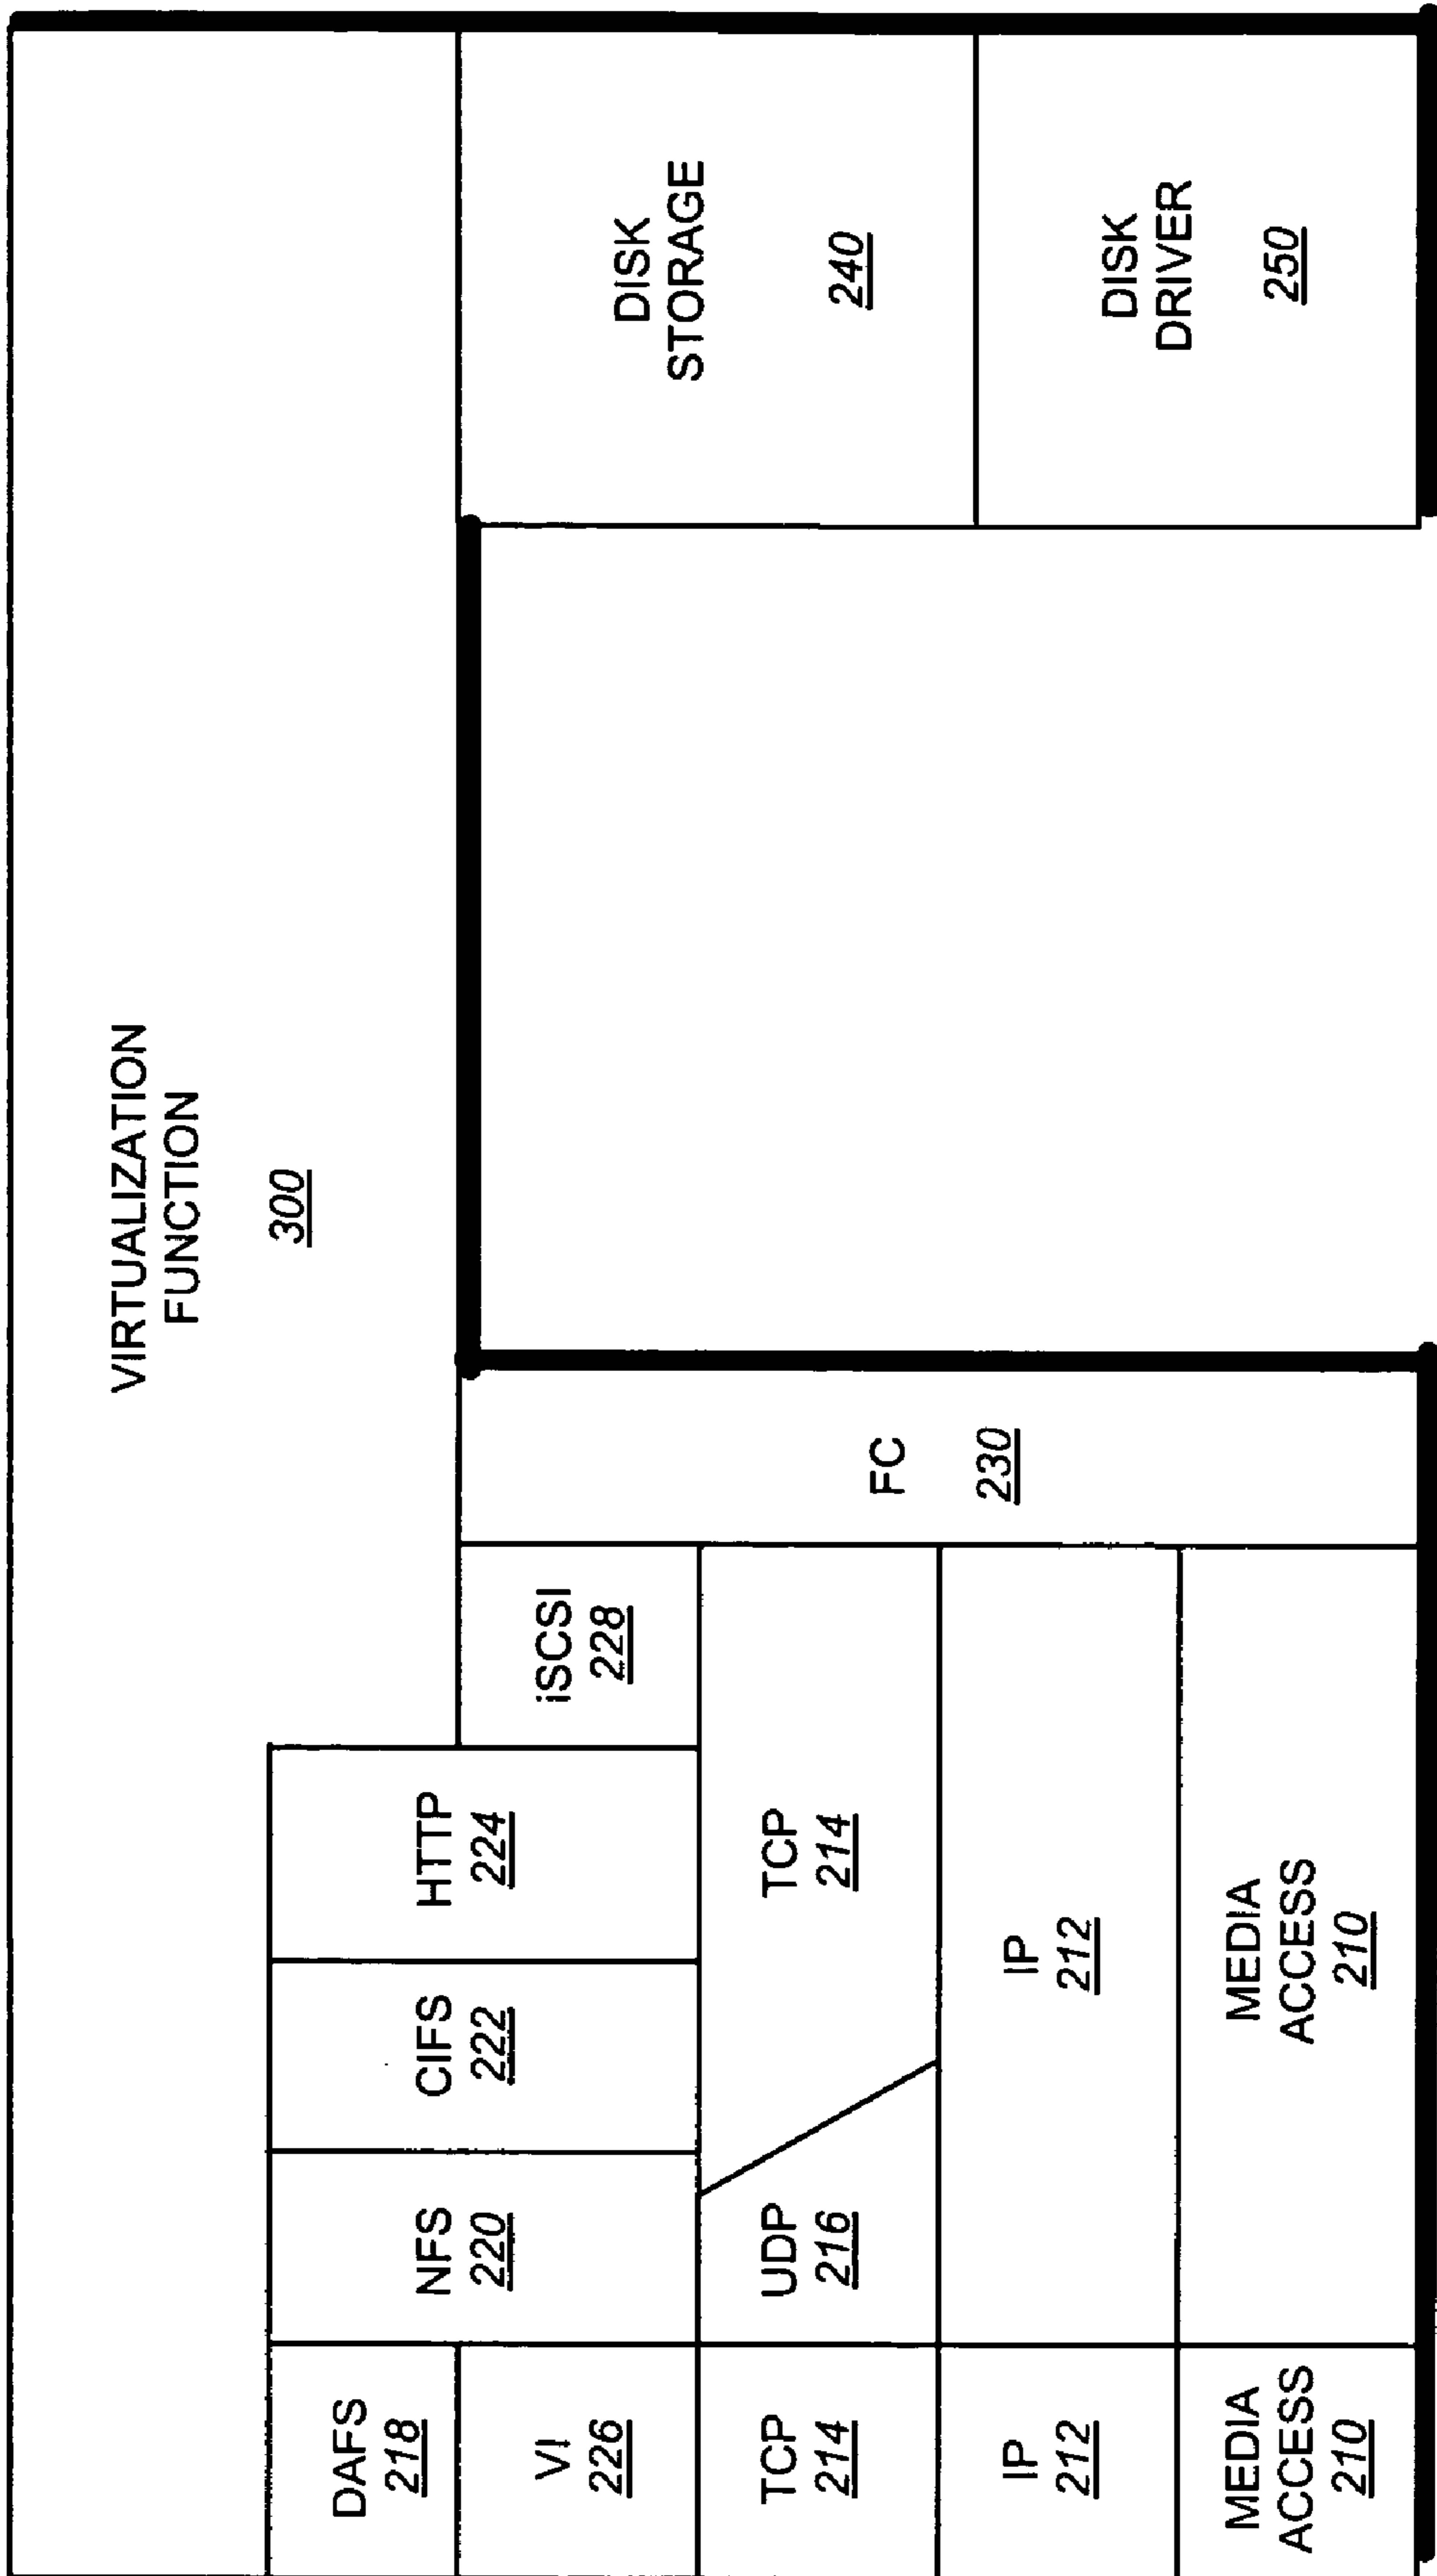 VIRTUALIZATION
FUNCTION
300
DAFS
218
NFS
220
CIFS
222
HTTP
224
VI
226
iSCSI
228
TCP
214
UDP
216
TCP
214
FC
230
IP
212
IP
212
MEDIA
ACCESS
210
MEDIA
ACCESS
210
DISK
STORAGE
240
DISK
DRIVER
250